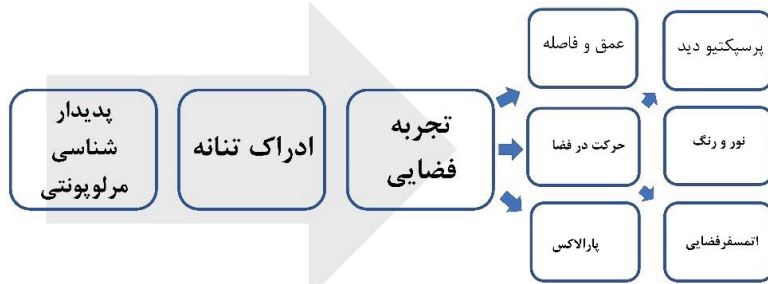 پدیدار
شناسی
مرلوپونتی
ادراک تنانه
تجربه
فضایی
عمق و فاصله
حرکت در فضا
پارالاکس
پرسپکتیو دید
نور و رنگ
اتمسفرفضایی